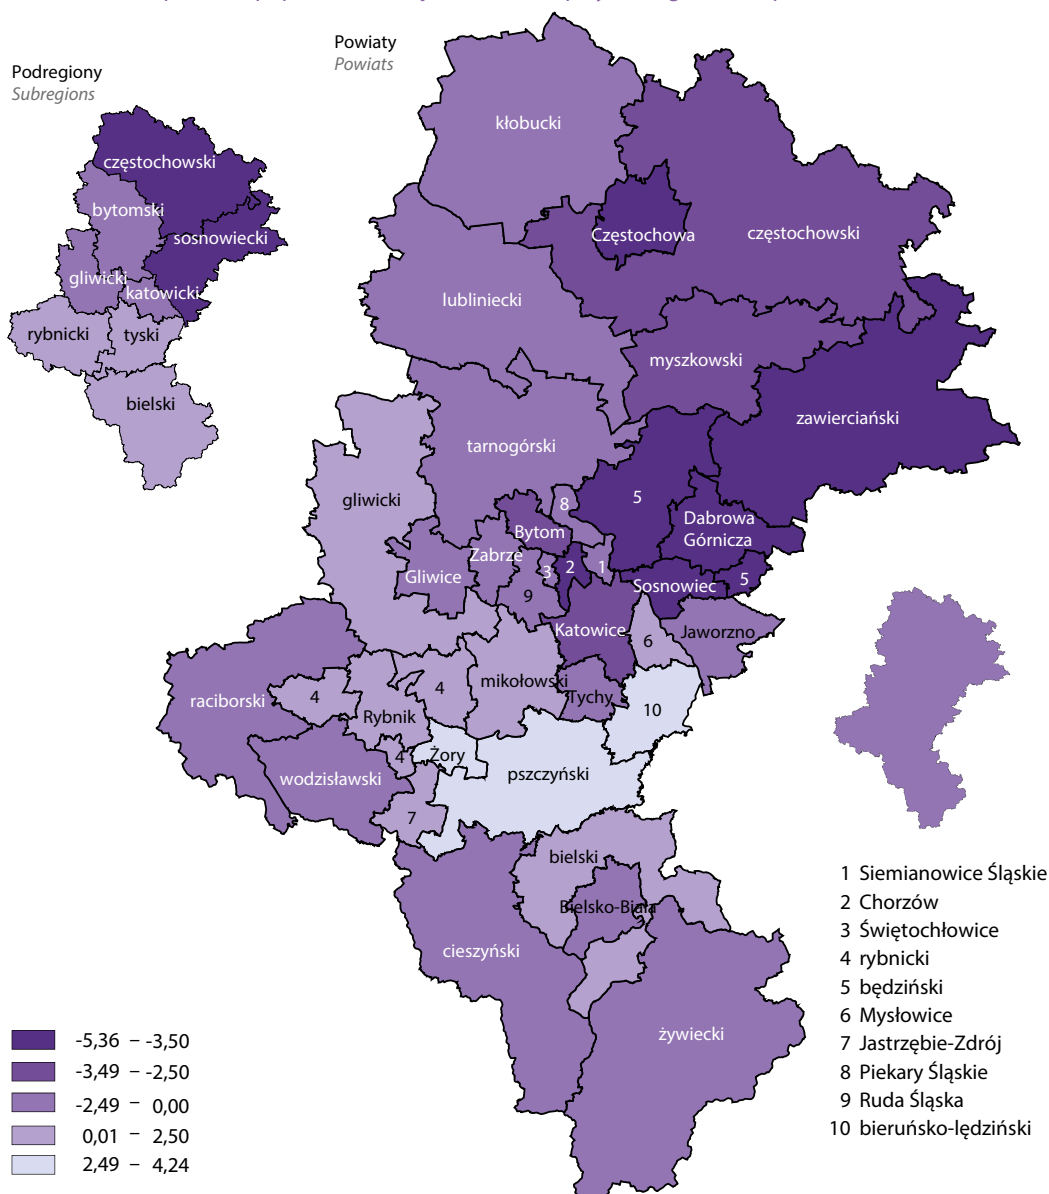 Powiaty
Powiats
Podregiony
Subregions
częstochowski
bytomski
sosnowiecki
gliwicki
katowicki
rybnicki
tyski
bielski
kłobucki
Częstochowa
częstochowski
lubliniecki
myszkowski
zawierciański
tarnogórski
gliwicki
5
8
Dabrowa
Górnicza
Bytom
Zabrze
Gliwice
3
2
1
5
Sosnowiec
9
Katowice
6
Jaworzno
raciborski
4
4
mikołowski
Tychy
10
Rybnik
4
Żory
wodzisławski
pszczyński
7
bielski
Bielsko-Biała
cieszyński
żywiecki
1 Siemianowice Śląskie
2 Chorzów
3 Świętochłowice
4 rybnicki
5 będziński
6 Mysłowice
7 Jastrzębie-Zdrój
8 Piekary Śląskie
9 Ruda Śląska
10 bieruńsko-lędziński
-5,36 – -3,50
-3,49 – -2,50
-2,49 – 0,00
0,01 – 2,50
2,49 – 4,24